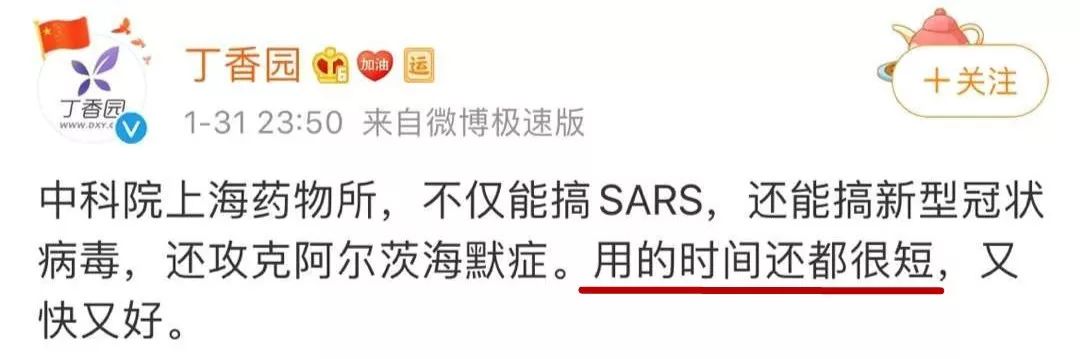 丁香园
加油
运
丁香园
WWW.DXY.C
1-31 23:50 来自微博极速版
+关注
中科院上海药物所，不仅能搞SARS，还能搞新型冠状
病毒，还攻克阿尔茨海默症。用的时间还都很短，又
快又好。